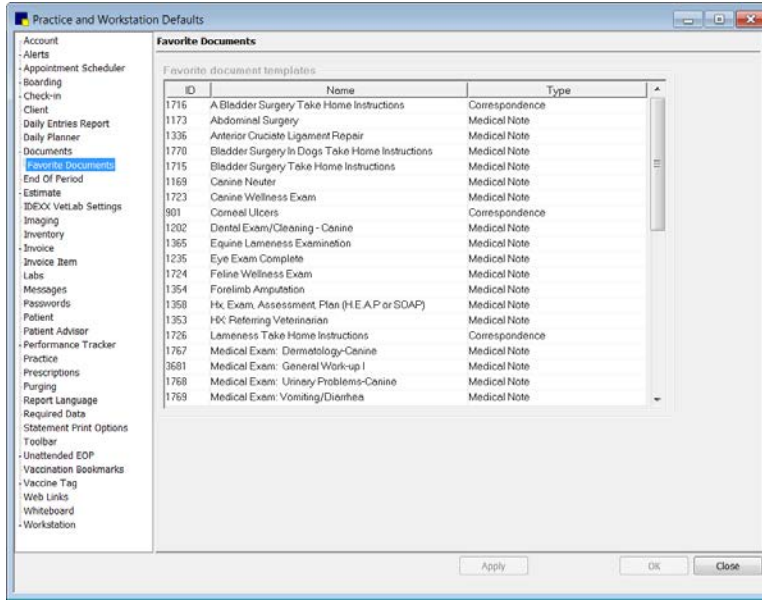 Practice and Workstation Defaults
Account
Alerts
Appointment Scheduler
Boarding
Check-in
Client
Daily Entries Report
Daily Planner
Documents
Favorite Documents
End Of Period
Estimate
IDEXX VetLab Settings
Imaging
Inventory
Invoice
Invoice Item
Labs
Messages
Passwords
Patient
Patient Advisor
Performance Tracker
Practice
Prescriptions
Purging
Report Language
Required Data
Statement Print Options
Toolbar
Unattended EOP
Vaccination Bookmarks
Vaccine Tag
Web Links
Whiteboard
Workstation
Favorite Documents
Favorite document templates
ID Name Type
1716 A Bladder Surgery Take Home Instructions Correspondence
1173 Abdominal Surgery Medical Note
1336 Anterior Cruciate Ligament Repair Medical Note
1770 Bladder Surgery In Dogs Take Home Instructions Medical Note
1715 Bladder Surgery Take Home Instructions Medical Note
1169 Canine Neuter Medical Note
1723 Canine Wellness Exam Medical Note
901 Corneal Ulcers Correspondence
1202 Dental Exam/Cleaning - Canine Medical Note
1365 Equine Lameness Examination Medical Note
1235 Eye Exam Complete Medical Note
1724 Feline Wellness Exam Medical Note
1354 Forelimb Amputation Medical Note
1358 Hx, Exam, Assessment, Plan (H.E.A.P or SOAP) Medical Note
1353 HX: Referring Veterinarian Medical Note
1726 Lameness Take Home Instructions Correspondence
1767 Medical Exam: Dermatology-Canine Medical Note
3681 Medical Exam: General Work-up I Medical Note
1768 Medical Exam: Urinary Problems-Canine Medical Note
1769 Medical Exam: Vomiting/Diarrhea Medical Note
Apply OK Close